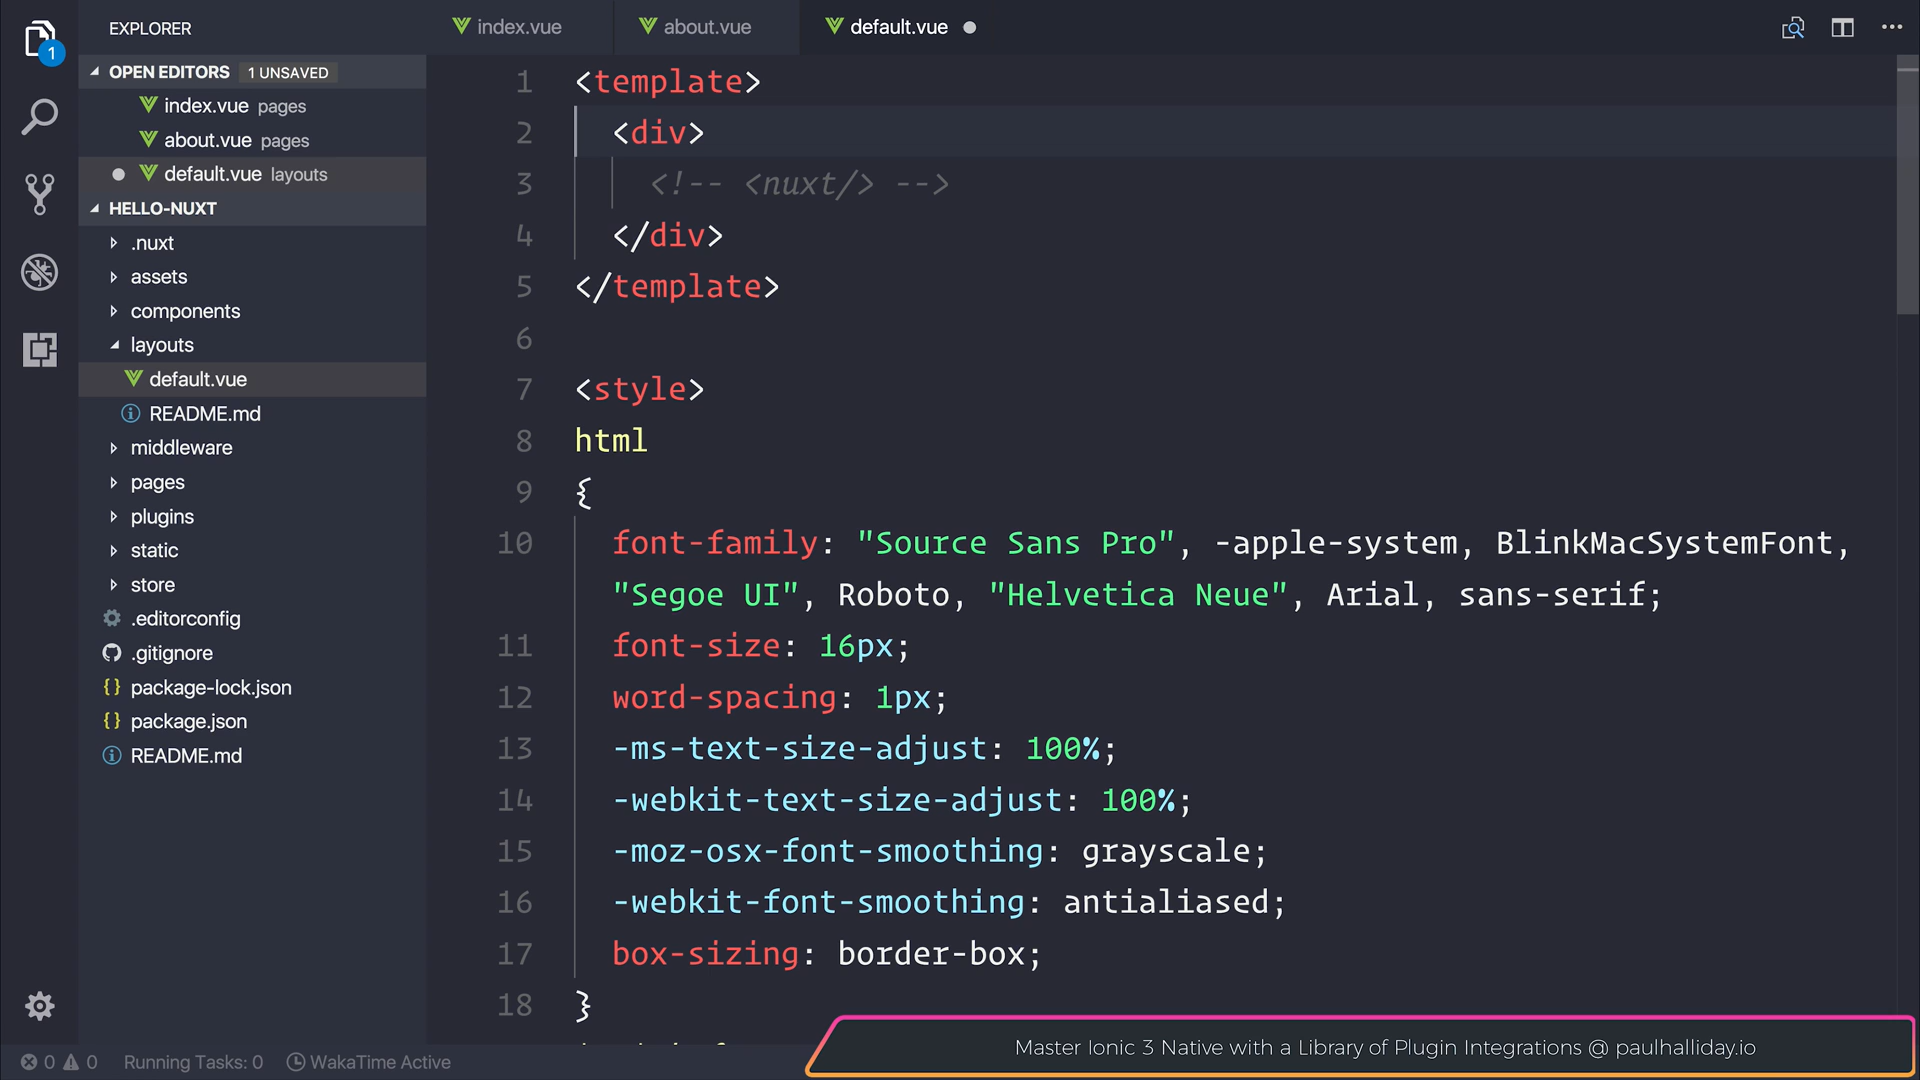 EXPLORER
index.vue
about.vue
default.vue
1
OPEN EDITORS 1 UNSAVED
index.vue pages
about.vue pages
default.vue layouts
HELLO-NUXT
.nuxt
assets
components
layouts
default.vue
README.md
middleware
pages
plugins
static
store
.editorconfig
.gitignore
{} package-lock.json
{} package.json
README.md
1 <template>
2 <div>
3 <!-- <nuxt/> -->
4 </div>
5 </template>
6
7 <style>
8 html
9 {
10 font-family: "Source Sans Pro", -apple-system, BlinkMacSystemFont,
"Segoe UI", Roboto, "Helvetica Neue", Arial, sans-serif;
11 font-size: 16px;
12 word-spacing: 1px;
13 -ms-text-size-adjust: 100%;
14 -webkit-text-size-adjust: 100%;
15 -moz-osx-font-smoothing: grayscale;
16 -webkit-font-smoothing: antialiased;
17 box-sizing: border-box;
18 }
0 0 Running Tasks: 0 WakaTime Active
Master Ionic 3 Native with a Library of Plugin Integrations @ paulhalliday.io